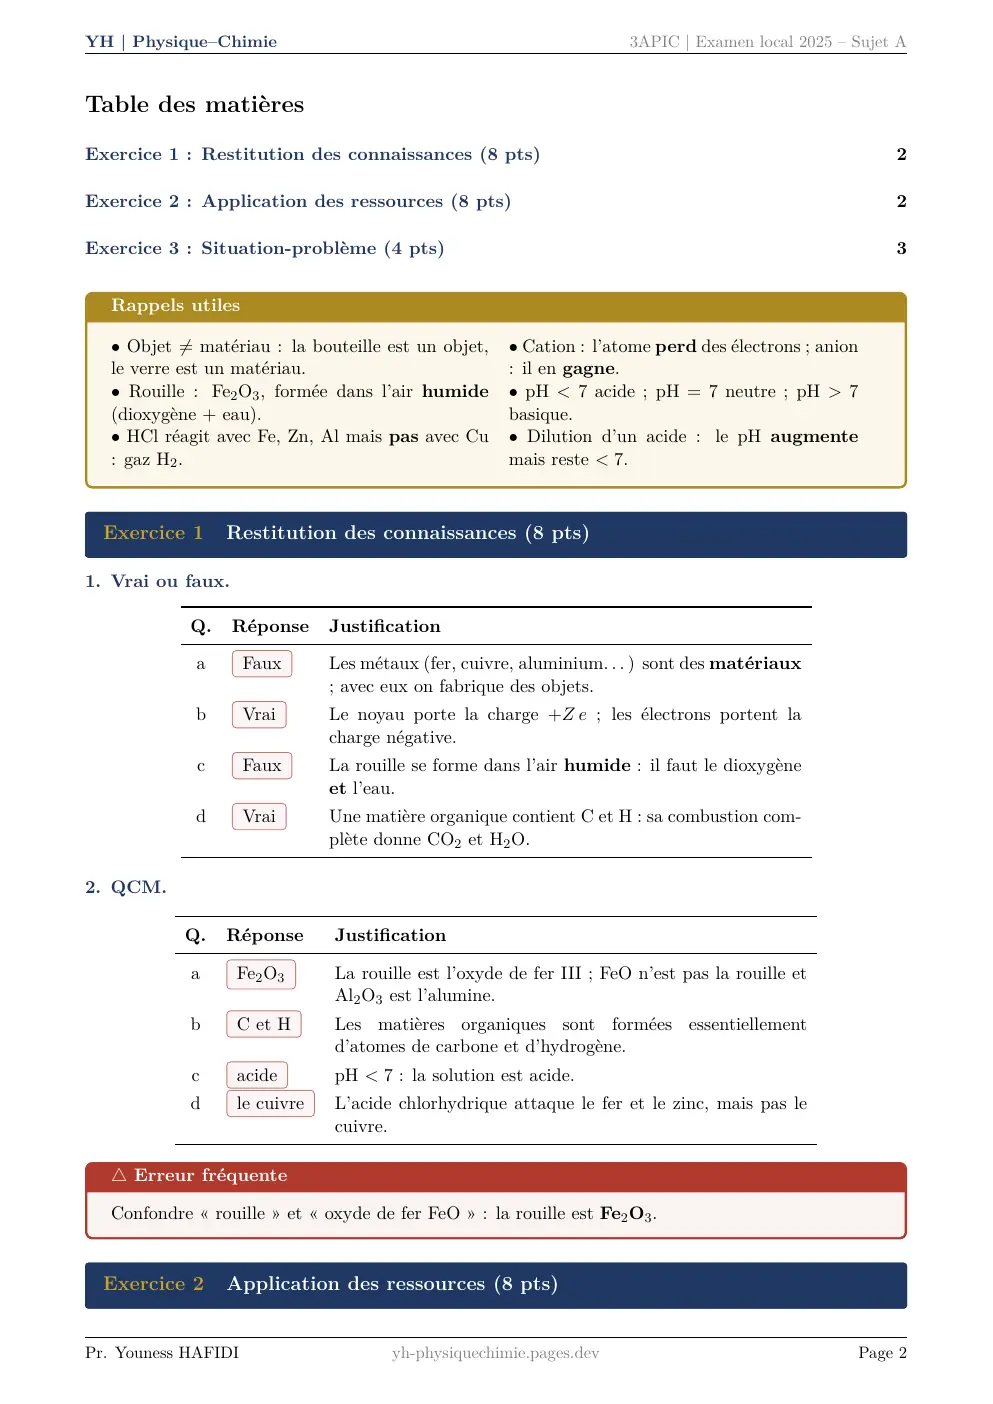 YH | Physique–Chimie
3APIC | Examen local 2025 – Sujet A
Table des matières
Exercice 1 : Restitution des connaissances (8 pts) 2
Exercice 2 : Application des ressources (8 pts) 2
Exercice 3 : Situation-problème (4 pts) 3
Rappels utiles
• Objet ≠ matériau : la bouteille est un objet,
le verre est un matériau.
• Rouille : Fe₂O₃, formée dans l'air humide
(dioxygène + eau).
• HCl réagit avec Fe, Zn, Al mais pas avec Cu
: gaz H₂.
• Cation : l'atome perd des électrons ; anion
: il en gagne.
• pH < 7 acide ; pH = 7 neutre ; pH > 7
basique.
• Dilution d'un acide : le pH augmente
mais reste < 7.
Exercice 1 Restitution des connaissances (8 pts)
1. Vrai ou faux.
Q. Réponse Justification
a Faux Les métaux (fer, cuivre, aluminium...) sont des matériaux
; avec eux on fabrique des objets.
b Vrai Le noyau porte la charge +Z e ; les électrons portent la
charge négative.
c Faux La rouille se forme dans l'air humide : il faut le dioxygène
et l'eau.
d Vrai Une matière organique contient C et H : sa combustion com-
plète donne CO₂ et H₂O.
2. QCM.
Q. Réponse Justification
a Fe₂O₃ La rouille est l'oxyde de fer III ; FeO n'est pas la rouille et
Al₂O₃ est l'alumine.
b C et H Les matières organiques sont formées essentiellement
d'atomes de carbone et d'hydrogène.
c acide pH < 7 : la solution est acide.
d le cuivre L'acide chlorhydrique attaque le fer et le zinc, mais pas le
cuivre.
△ Erreur fréquente
Confondre « rouille » et « oxyde de fer FeO » : la rouille est Fe₂O₃.
Exercice 2 Application des ressources (8 pts)
Pr. Youness HAFIDI
yh-physiquechimie.pages.dev
Page 2